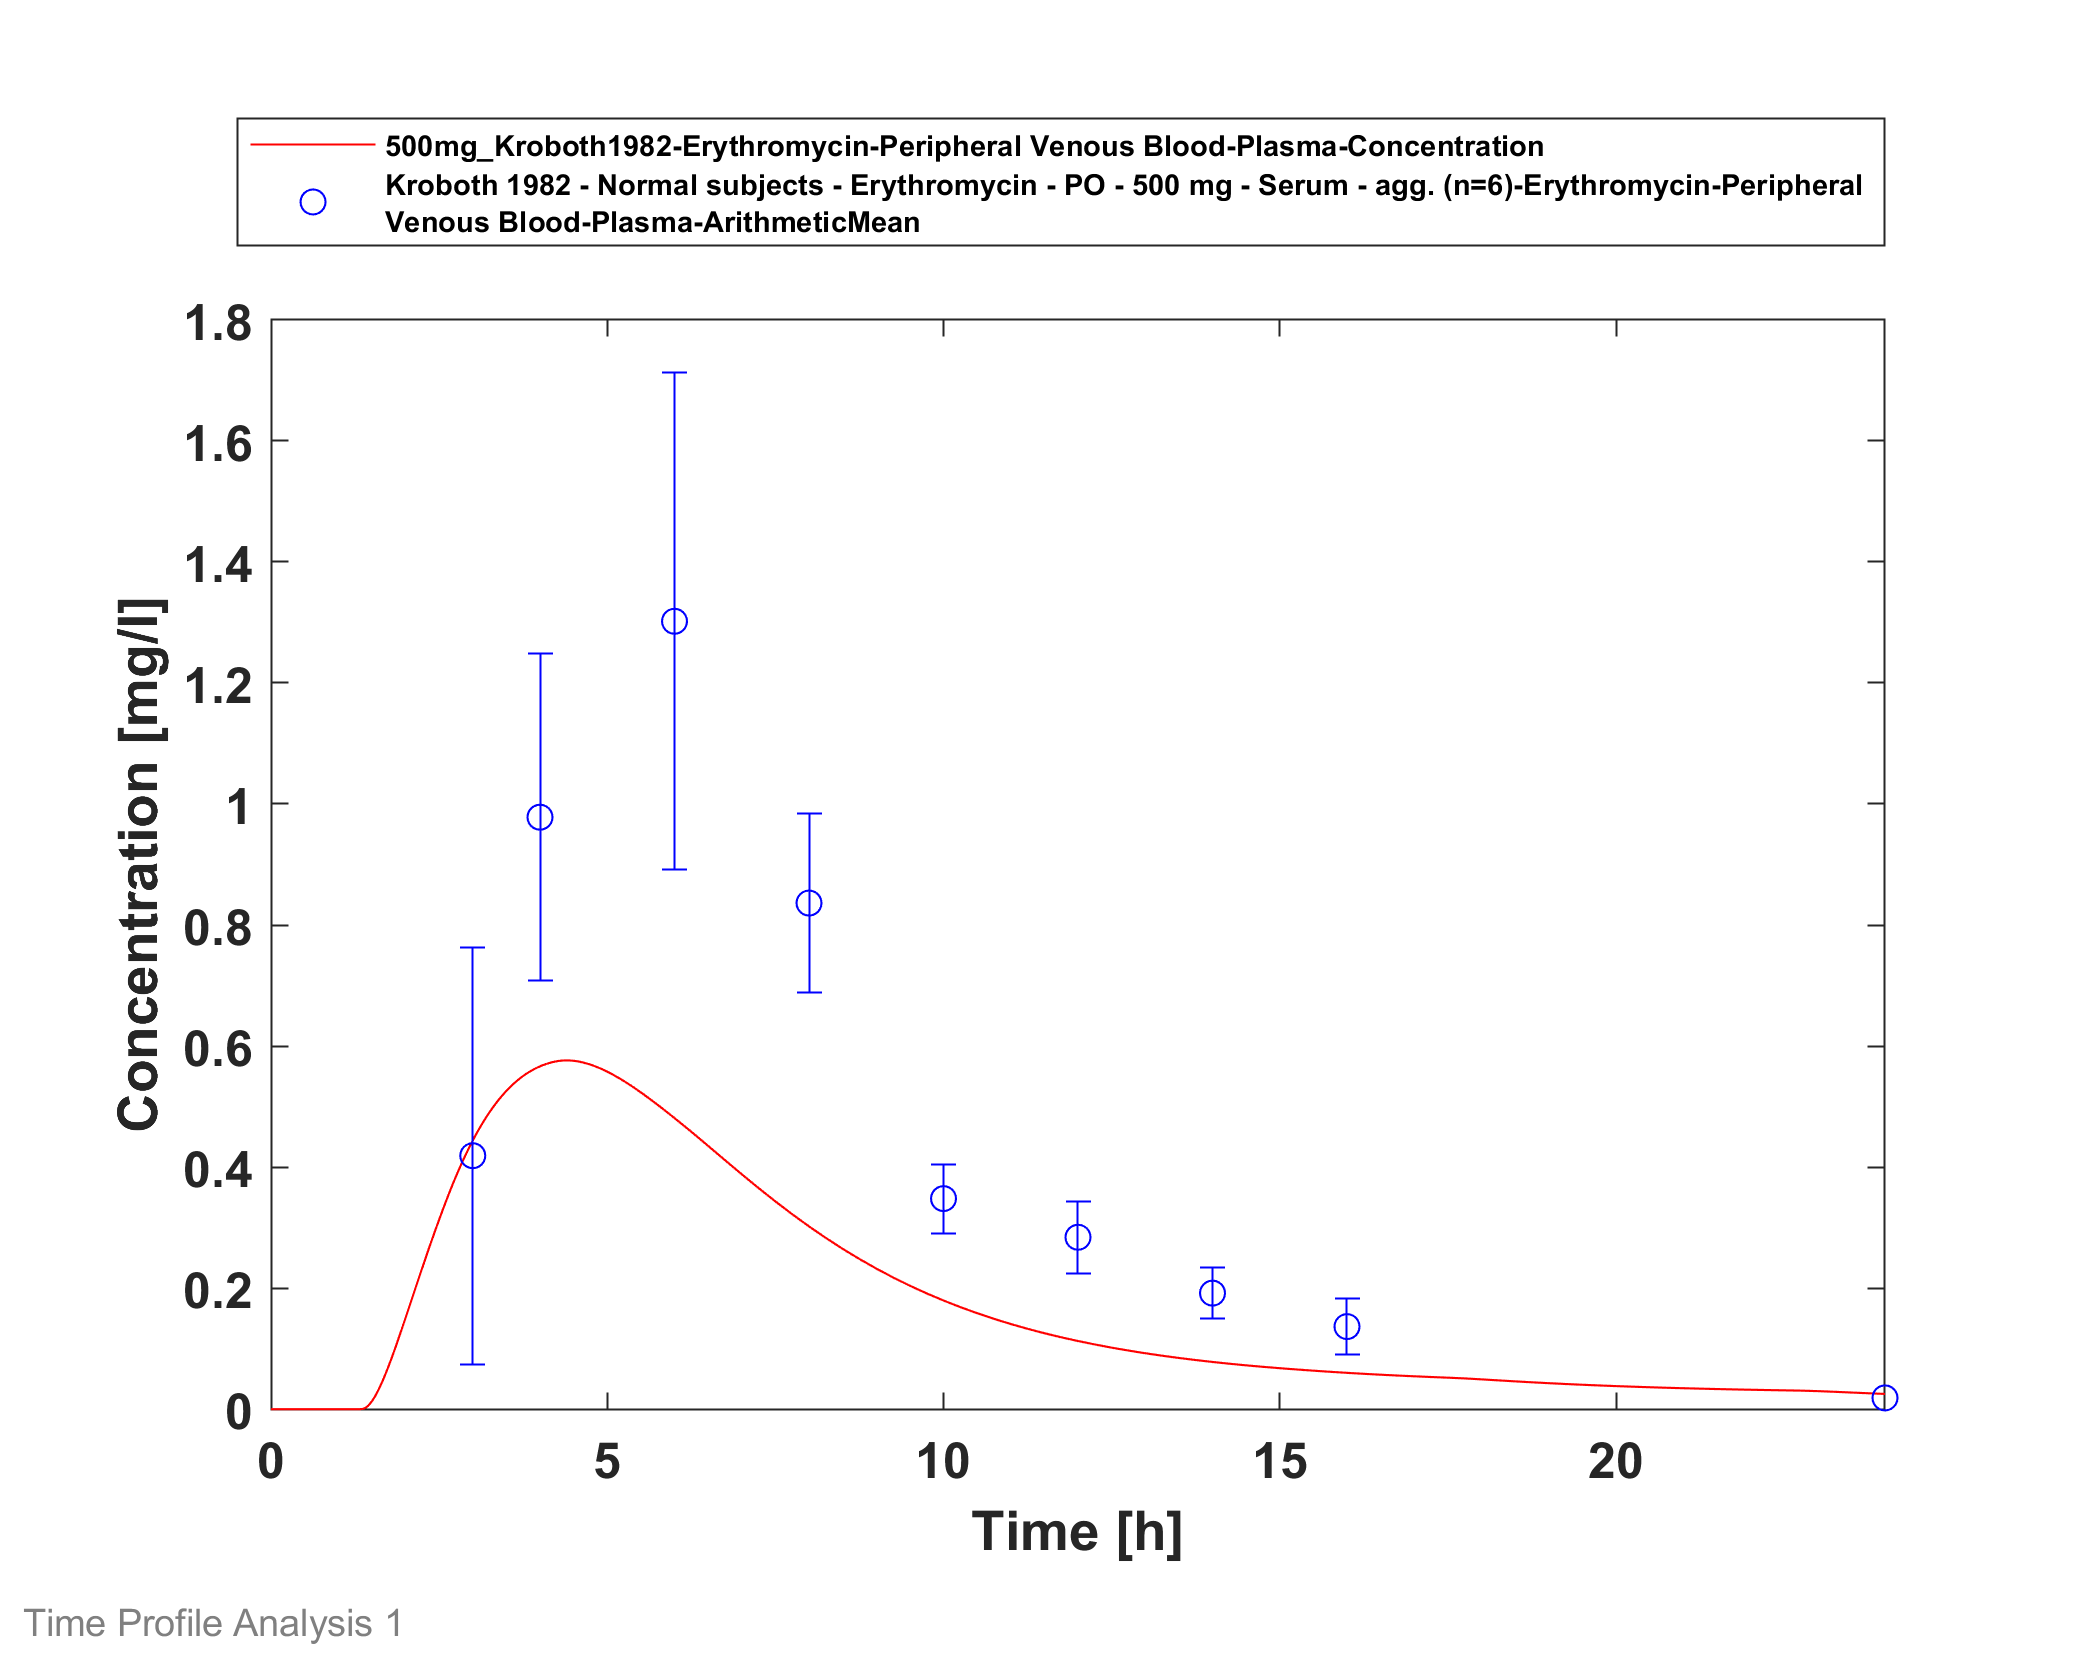 500mg_Kroboth1982-Erythromycin-Peripheral Venous Blood-Plasma-Concentration
Kroboth 1982 - Normal subjects - Erythromycin - PO - 500 mg - Serum - agg. (n=6)-Erythromycin-Peripheral
Venous Blood-Plasma-ArithmeticMean
1.8
1.6
1.4
1.2
1
0.8
0.6
0.4
0.2
0
Concentration [mg/l]
0 5 10 15 20
Time [h]
Time Profile Analysis 1